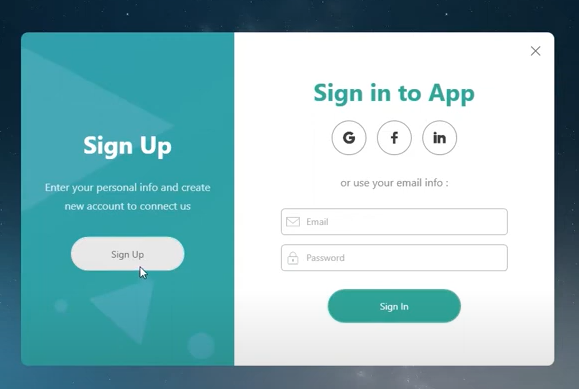 Sign Up
Enter your personal info and create
new account to connect us
Sign Up
Sign in to App
G f in
or use your email info :
Email
Password
Sign In